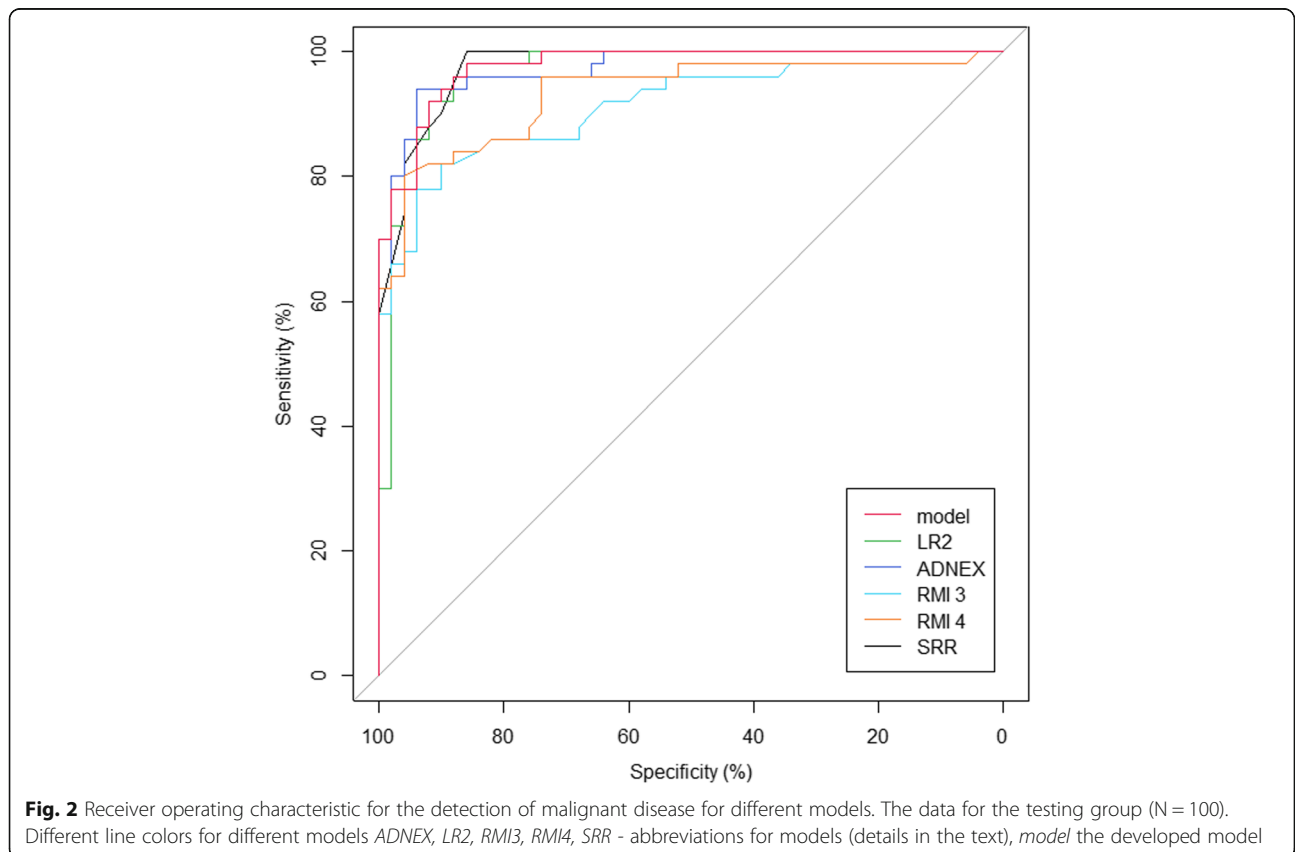 100
80
60
40
20
0
Sensitivity (%)
model
LR2
ADNEX
RMI 3
RMI 4
SRR
100 80 60 40 20 0
Specificity (%)
Fig. 2 Receiver operating characteristic for the detection of malignant disease for different models. The data for the testing group (N = 100).
Different line colors for different models ADNEX, LR2, RMI3, RMI4, SRR - abbreviations for models (details in the text), model the developed model